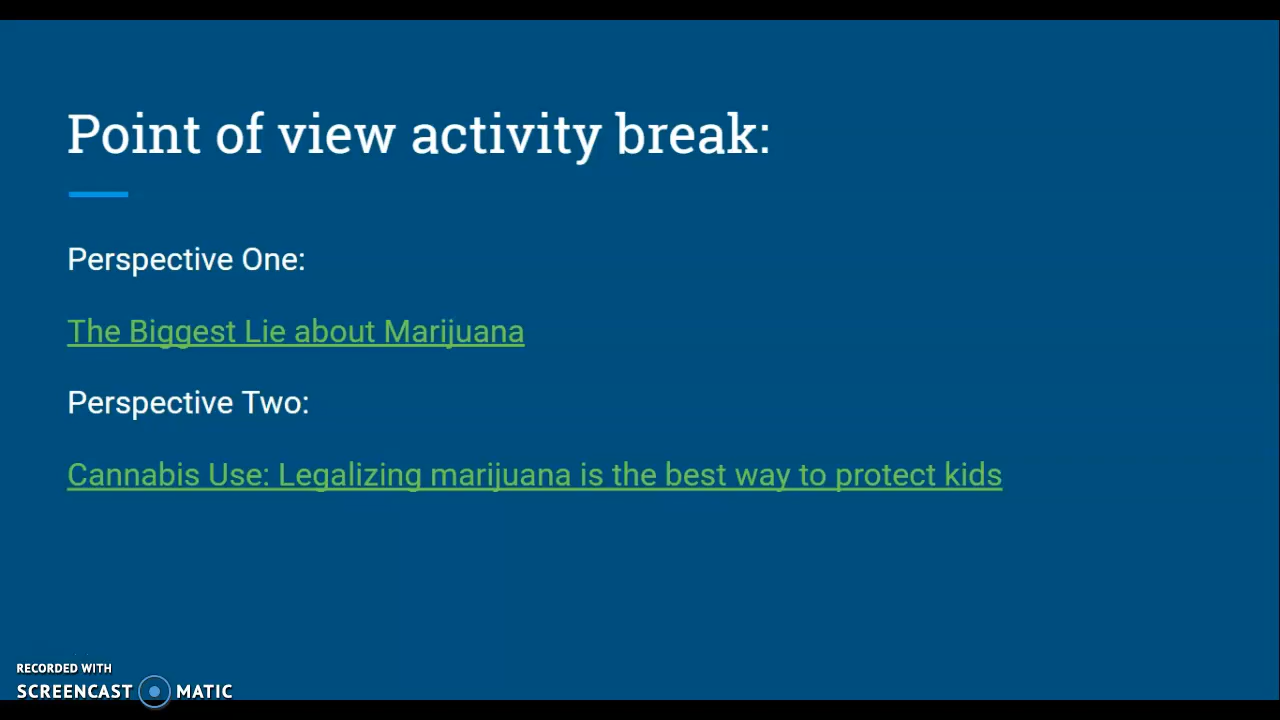 Point of view activity break:
Perspective One:
The Biggest Lie about Marijuana
Perspective Two:
Cannabis Use: Legalizing marijuana is the best way to protect kids
RECORDED WITH
SCREENCAST MATIC